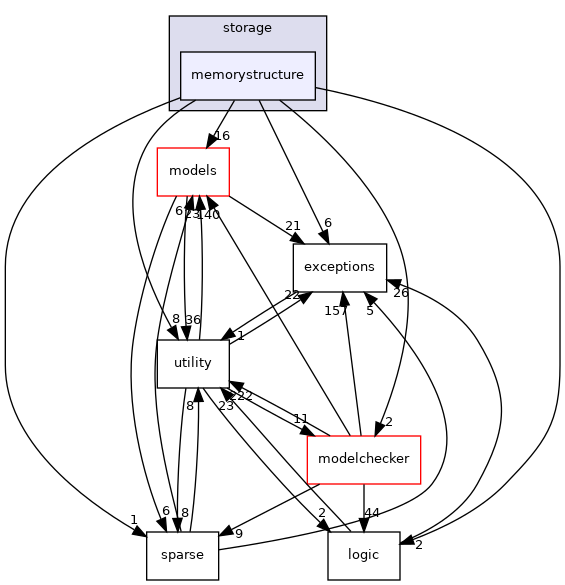 storage
memorystructure
16
models
6 23 140
21
6
exceptions
22
26
8 36
157 5
1
utility
8
23
222
11
2
modelchecker
1
6 8
2
44
9
2
sparse
logic